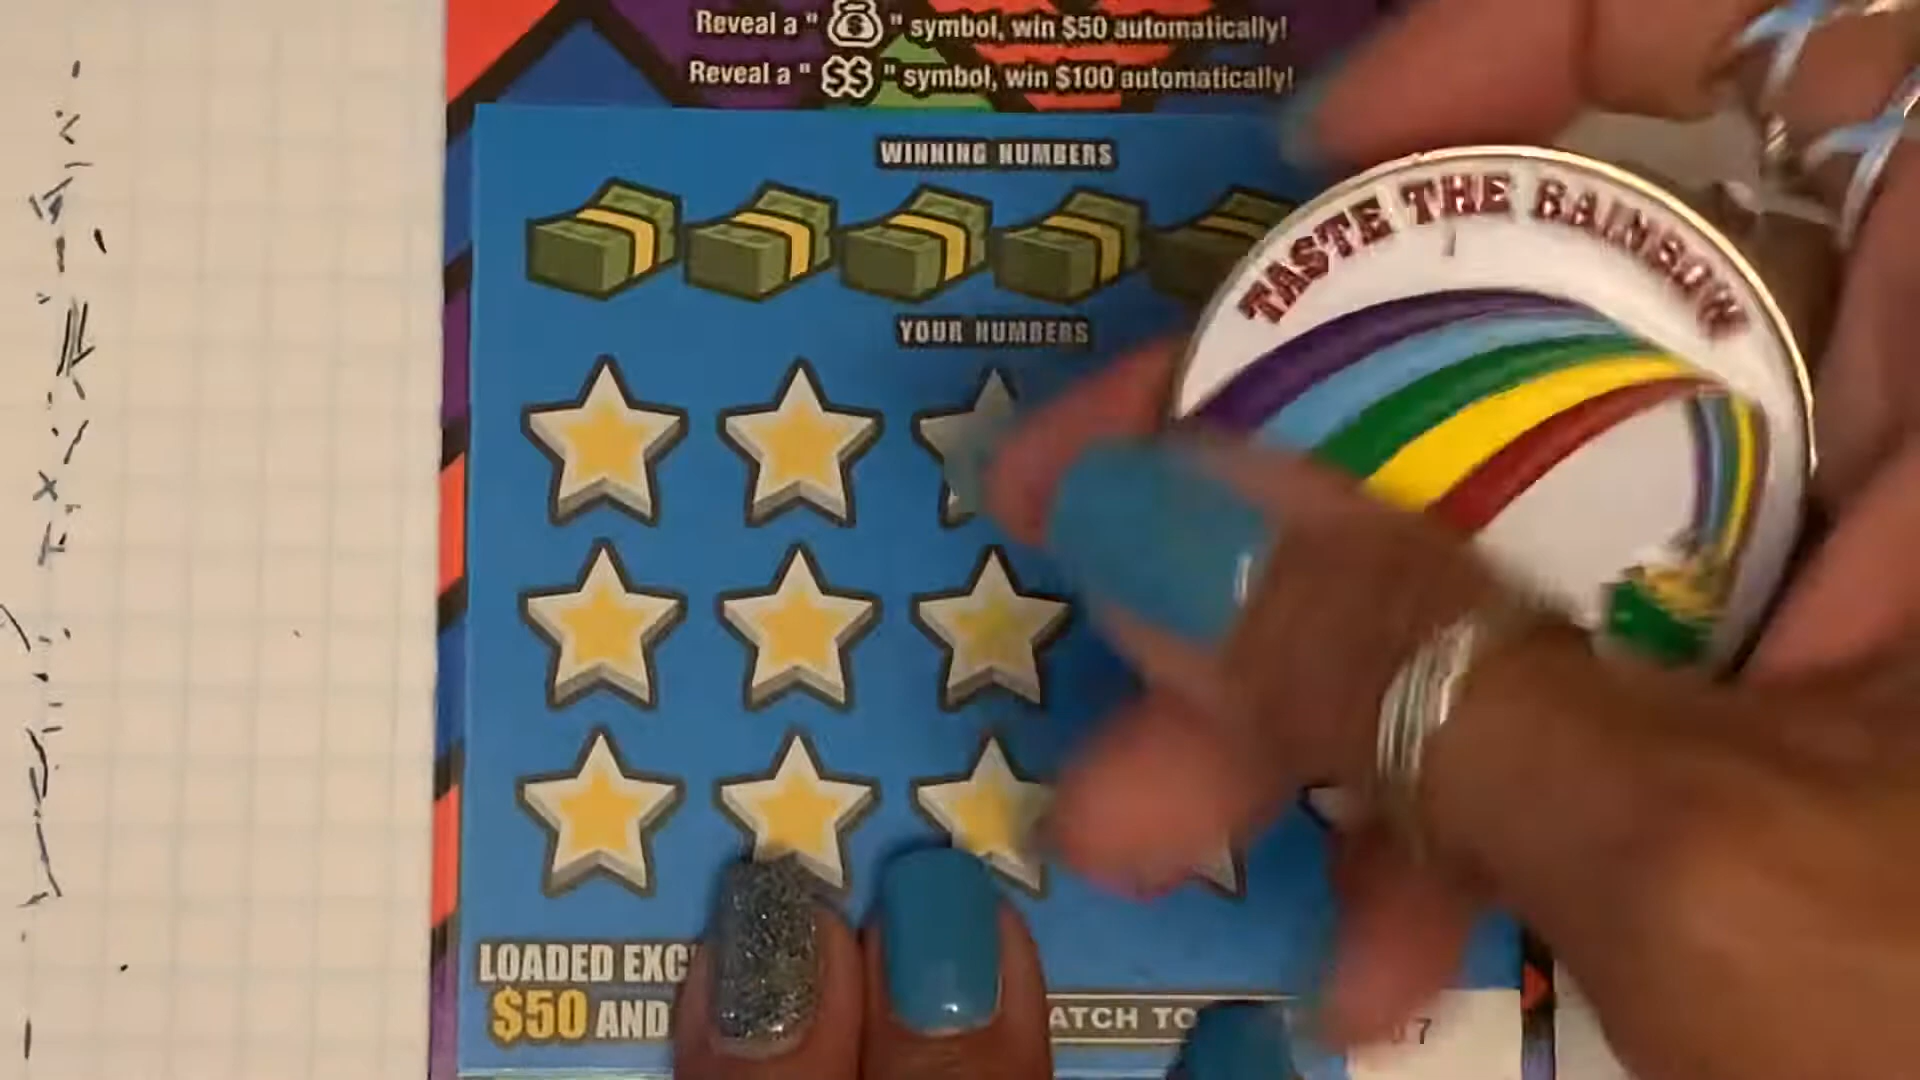 Reveal a " " symbol, win $50 automatically!
Reveal a " $$ " symbol, win $100 automatically!
WINNING NUMBERS
TASTE THE RAINBOW
YOUR NUMBERS
LOADED EXC
$50 AND
ATCH TO
07